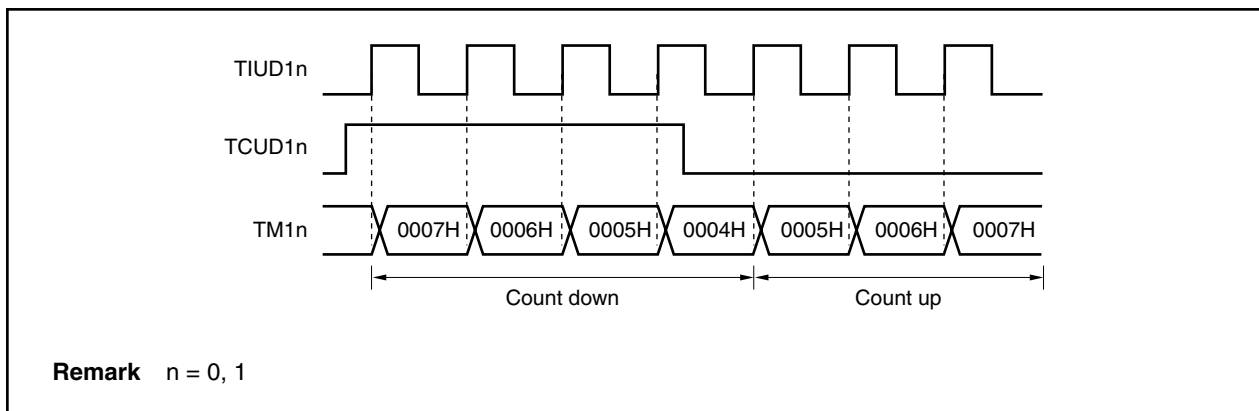 TIUD1n
TCUD1n
TM1n 0007H 0006H 0005H 0004H 0005H 0006H 0007H
Count down Count up
Remark n = 0, 1